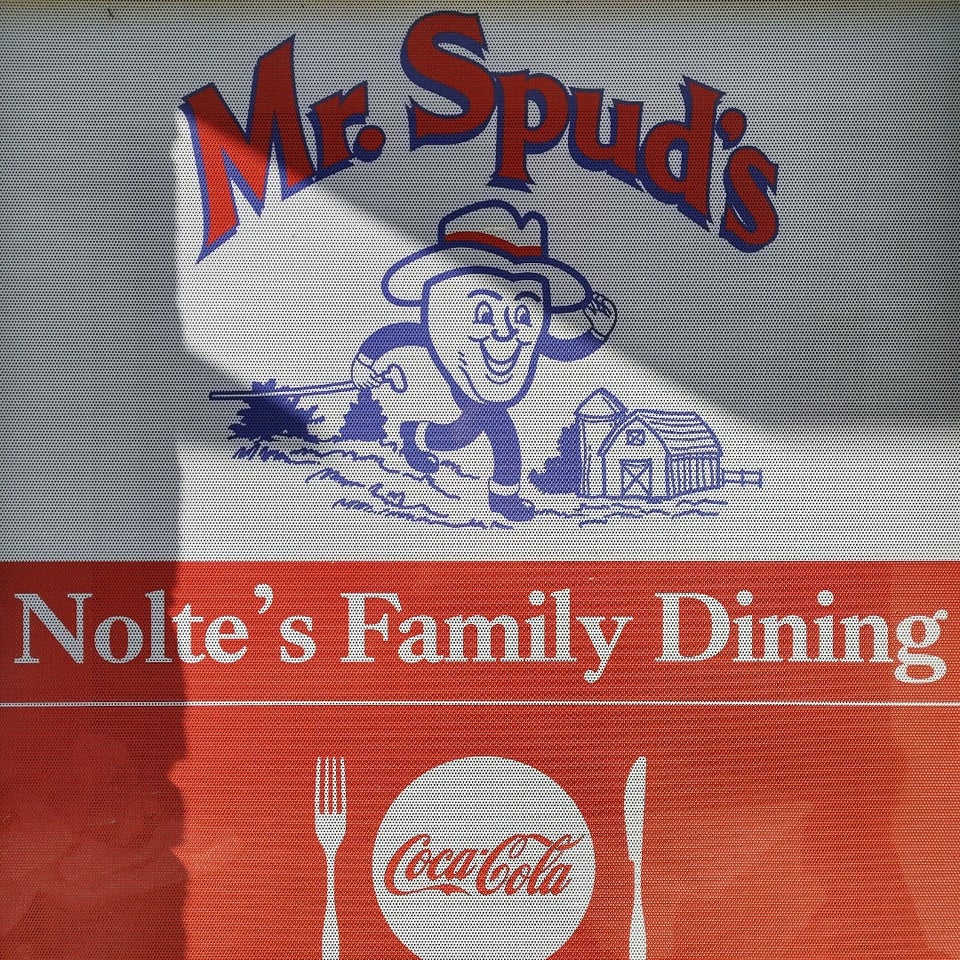 Mr. Spud's
Nolte's Family Dining
Coca-Cola